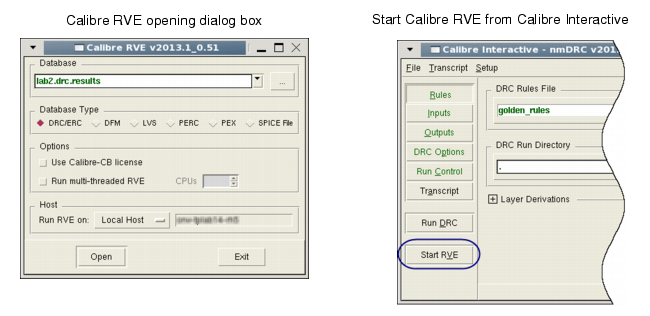 Calibre RVE opening dialog box
Start Calibre RVE from Calibre Interactive
Calibre RVE v2013.1_0.51
Database
lab2.drc.results
...
Database Type
DRC/ERC DFM LVS PERC PEX SPICE File
Options
Use Calibre-CB license
Run multi-threaded RVE CPUs
Host
Run RVE on: Local Host
Open Exit
Calibre Interactive - nmDRC v201
File Transcript Setup
Rules
Inputs
Outputs
DRC Options
Run Control
Transcript
Run DRC
Start RVE
DRC Rules File
golden_rules
DRC Run Directory
.
Layer Derivations